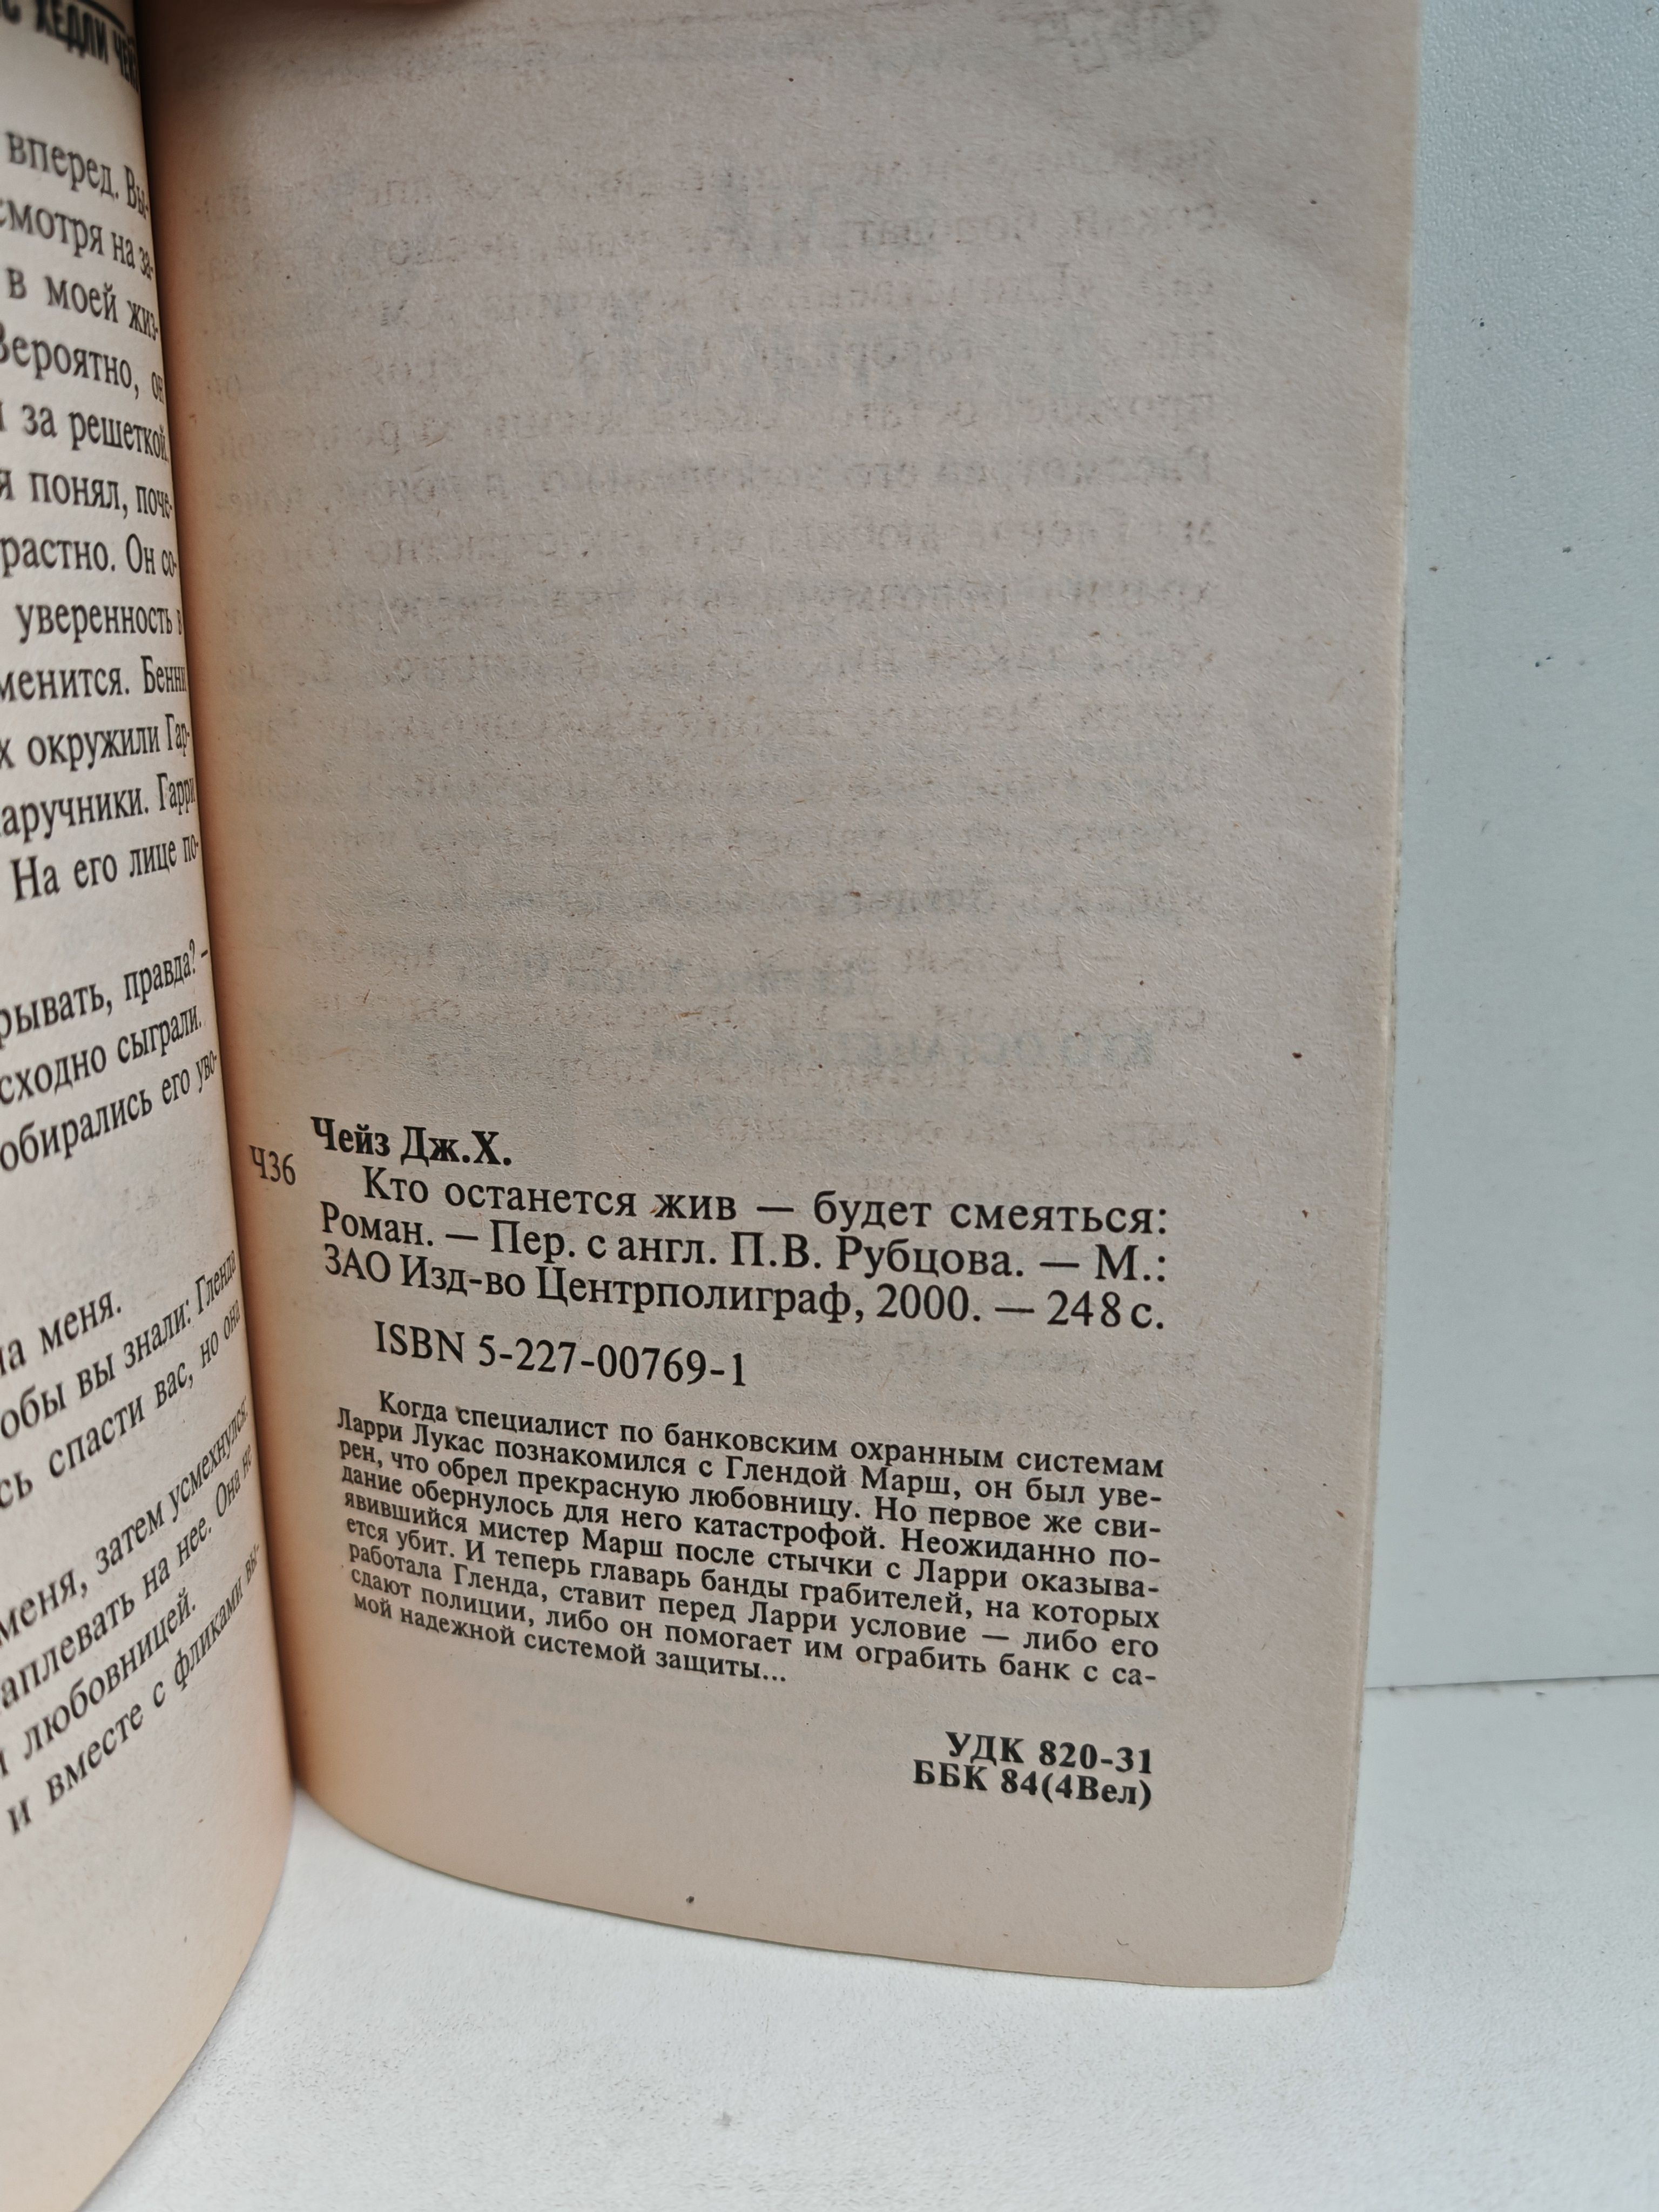 ХЕДЛИ ЧЕЙЗ
вперед. Вы-
смотря на за-
в моей жиз-
Вероятно, он
за решеткой.
я понял, поче-
растно. Он со-
уверенность в
менится. Бенни
х окружили Гар-
аручники. Гарри
На его лице по-
рывать, правда? –
сходно сыграли.
обирались его уво-
на меня.
обы вы знали: Гленда
сь спасти вас, но она
меня, затем усмехнулся:
аплевать на нее. Она не
любовницей.
и вместе с фликами вы-
Чейз Дж.Х.
Ч36
Кто останется жив — будет смеяться:
Роман. — Пер. с англ. П.В. Рубцова. — М.:
ЗАО Изд-во Центрполиграф, 2000. — 248 с.
ISBN 5-227-00769-1
Когда специалист по банковским охранным системам
Ларри Лукас познакомился с Глендой Марш, он был уве-
рен, что обрел прекрасную любовницу. Но первое же сви-
дание обернулось для него катастрофой. Неожиданно по-
явившийся мистер Марш после стычки с Ларри оказыва-
ется убит. И теперь главарь банды грабителей, на которых
работала Гленда, ставит перед Ларри условие — либо его
сдают полиции, либо он помогает им ограбить банк с са-
мой надежной системой защиты...
УДК 820-31
ББК 84(4Вел)